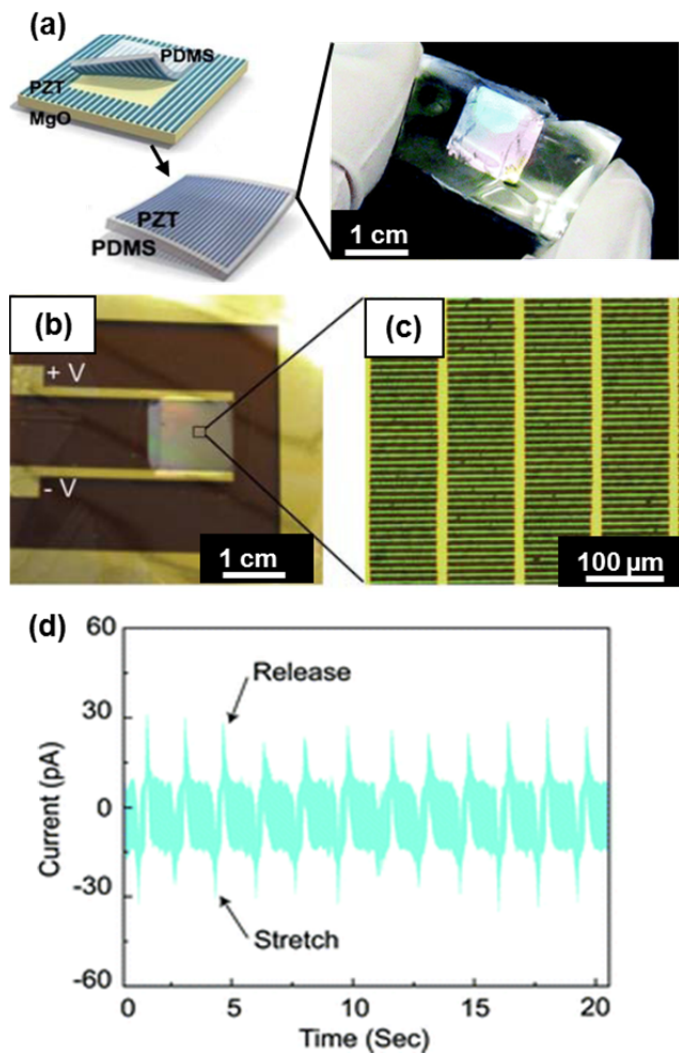 (a)
PDMS
PZT
MgO
PZT
PDMS
1 cm
(b)
+ V
- V
1 cm
(c)
100 µm
(d)
60
30
0
-30
-60
Current (pA)
Release
Stretch
0 5 10 15 20
Time (Sec)